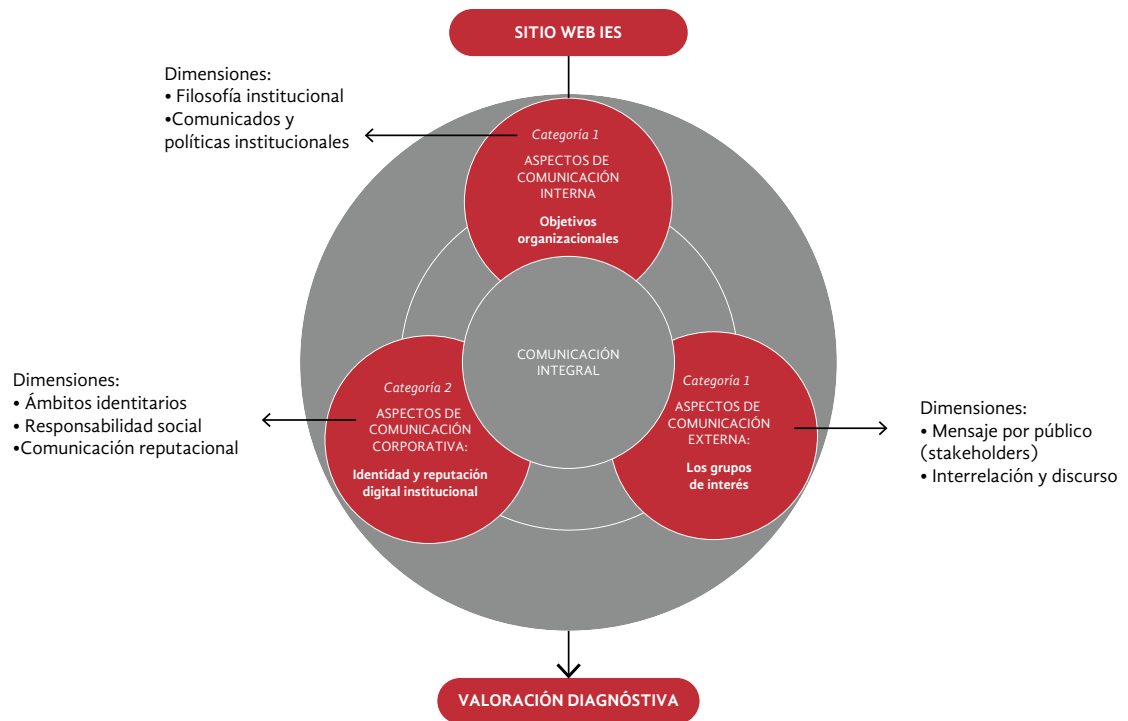 SITIO WEB IES
Dimensiones:
• Filosofía institucional
•Comunicados y
políticas institucionales
Categoría 1
ASPECTOS DE
COMUNICACIÓN
INTERNA
Objetivos
organizacionales
COMUNICACIÓN
INTEGRAL
Dimensiones:
• Ámbitos identitarios
• Responsabilidad social
•Comunicación reputacional
Categoría 2
ASPECTOS DE
COMUNICACIÓN
CORPORATIVA:
Identidad y reputación
digital institucional
Categoría 1
ASPECTOS DE
COMUNICACIÓN
EXTERNA:
Los grupos
de interés
Dimensiones:
• Mensaje por público
(stakeholders)
• Interrelación y discurso
VALORACIÓN DIAGNÓSTIVA